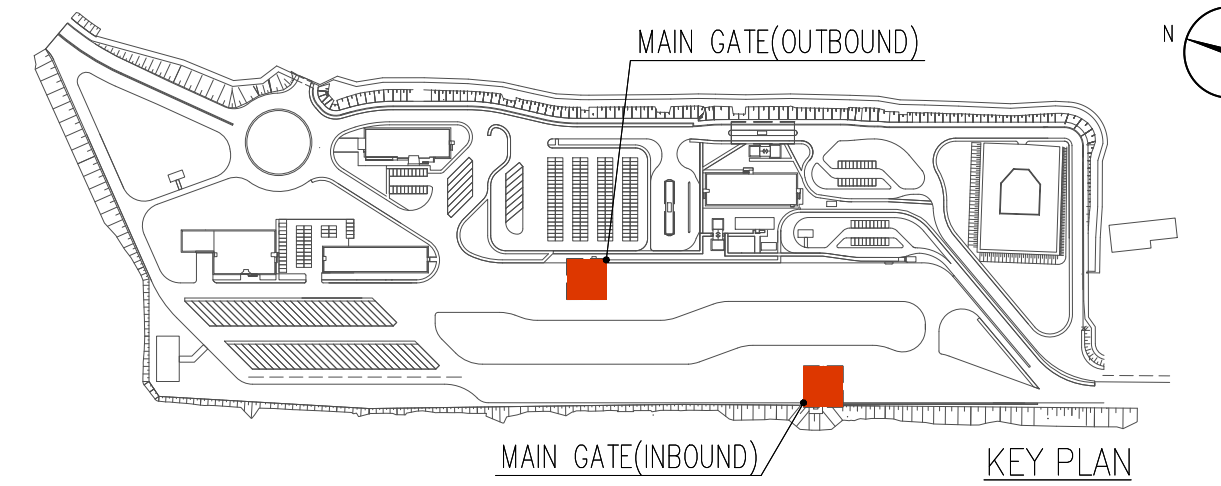 MAIN GATE(OUTBOUND)
N
MAIN GATE(INBOUND)
KEY PLAN